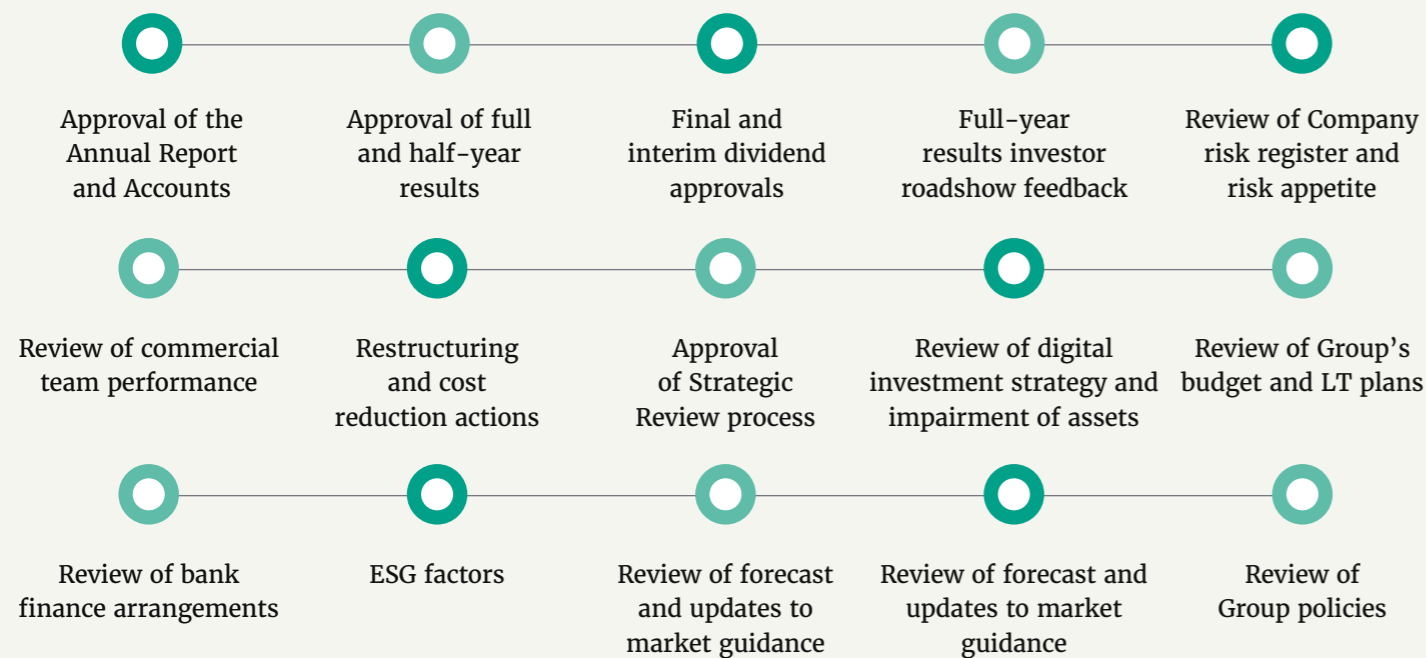 Approval of the
Annual Report
and Accounts
Approval of full
and half-year
results
Final and
interim dividend
approvals
Full-year
results investor
roadshow feedback
Review of Company
risk register and
risk appetite
Review of commercial
team performance
Restructuring
and cost
reduction actions
Approval
of Strategic
Review process
Review of digital
investment strategy and
impairment of assets
Review of Group’s
budget and LT plans
Review of bank
finance arrangements
ESG factors
Review of forecast
and updates to
market guidance
Review of forecast and
updates to market
guidance
Review of
Group policies